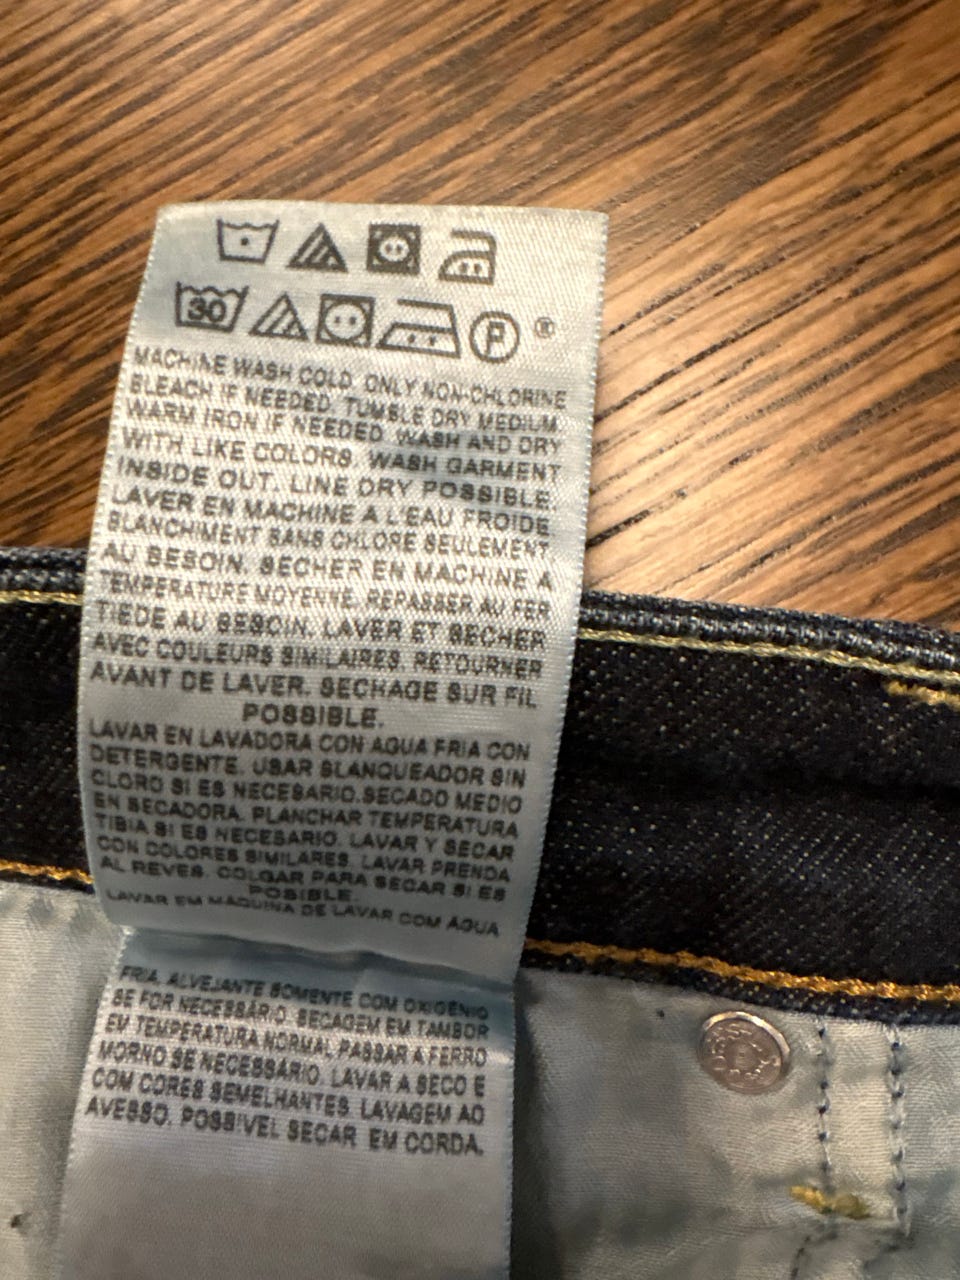 30 P ®
MACHINE WASH COLD. ONLY NON-CHLORINE
BLEACH IF NEEDED. TUMBLE DRY MEDIUM.
WARM IRON IF NEEDED. WASH AND DRY
WITH LIKE COLORS. WASH GARMENT
INSIDE OUT. LINE DRY POSSIBLE.
LAVER EN MACHINE A L'EAU FROIDE
BLANCHIMENT SANS CHLORE SEULEMENT
AU BESOIN. SECHER EN MACHINE A
TEMPERATURE MOYENNE. REPASSER AU FER
TIEDE AU BESOIN. LAVER ET SECHER
AVEC COULEURS SIMILAIRES. RETOURNER
AVANT DE LAVER. SECHAGE SUR FIL
POSSIBLE.
LAVAR EN LAVADORA CON AGUA FRIA CON
DETERGENTE. USAR BLANQUEADOR SIN
CLORO SI ES NECESARIO.SECADO MEDIO
EN SECADORA. PLANCHAR TEMPERATURA
TIBIA SI ES NECESARIO. LAVAR Y SECAR
CON COLORES SIMILARES. LAVAR PRENDA
AL REVES. COLGAR PARA SECAR SI ES
POSIBLE.
LAVAR EM MAQUINA DE LAVAR COM AGUA
FRIA. ALVEJANTE SOMENTE COM OXIGENIO
SE FOR NECESSÁRIO. SECAGEM EM TAMBOR
EM TEMPERATURA NORMAL PASSAR A FERRO
MORNO SE NECESSÁRIO. LAVAR A SECO E
COM CORES SEMELHANTES. LAVAGEM AO
AVESSO. POSSIVEL SECAR EM CORDA.